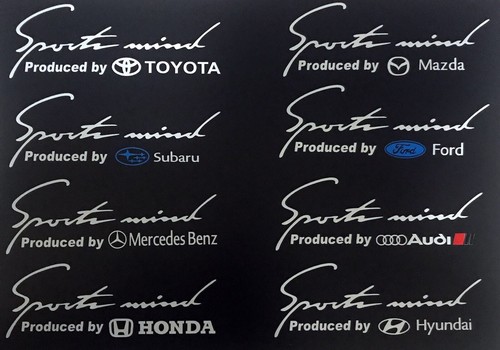 Sports mind
Produced by TOYOTA
Sports mind
Produced by Mazda
Sports mind
Produced by Subaru
Sports mind
Produced by Ford Ford
Sports mind
Produced by Mercedes Benz
Sports mind
Produced by Audi
Sports mind
Produced by HONDA
Sports mind
Produced by Hyundai